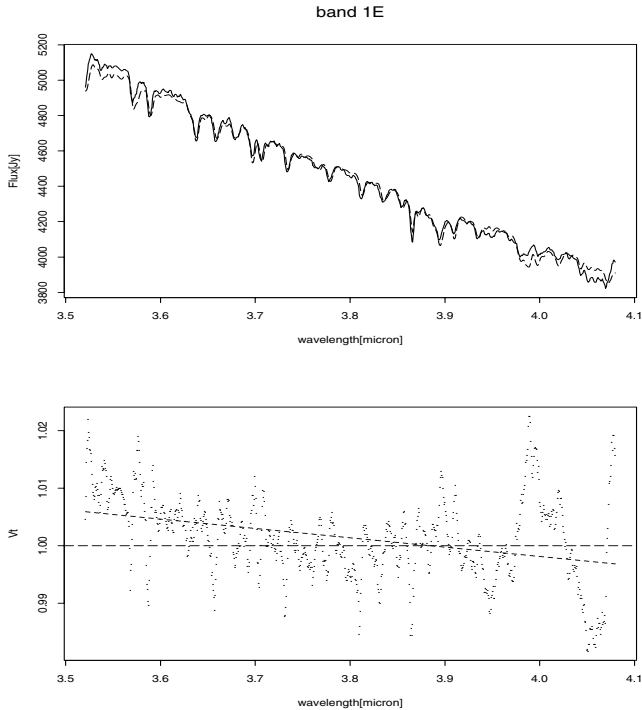 band 1E
5200
5000
4800
4600
4400
4200
4000
3800
Flux[Jy]
3.5 3.6 3.7 3.8 3.9 4.0 4.1
wavelength[micron]
1.02
1.01
1.00
0.99
Vt
3.5 3.6 3.7 3.8 3.9 4.0 4.1
wavelength[micron]